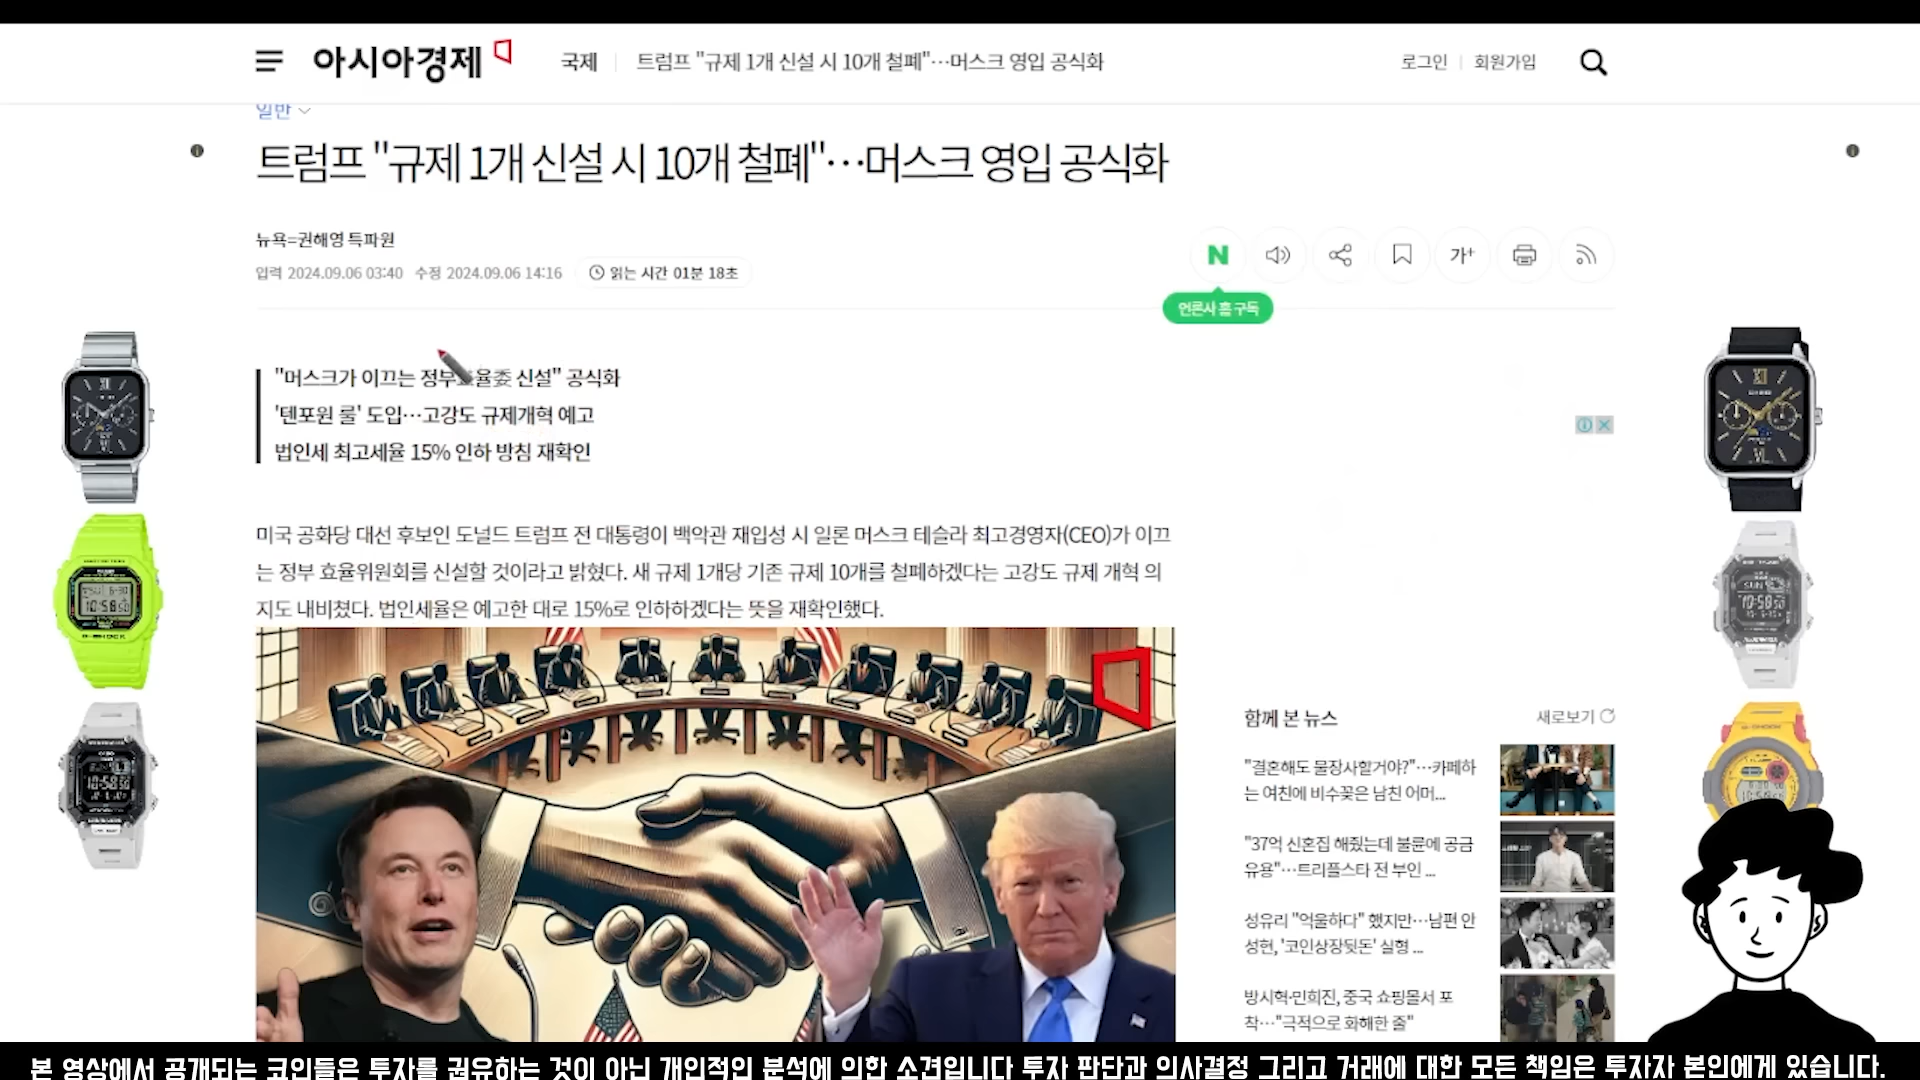 아시아경제
국제
트럼프 "규제 1개 신설 시 10개 철폐"…머스크 영입 공식화
로그인
회원가입
일반
트럼프 "규제 1개 신설 시 10개 철폐"…머스크 영입 공식화
뉴욕=권해영 특파원
입력 2024.09.06 03:40 수정 2024.09.06 14:16 읽는 시간 01분 18초
N
가+
언론사 홈 구독
"머스크가 이끄는 정부 율委 신설" 공식화
'텐포원 룰' 도입…고강도 규제개혁 예고
법인세 최고세율 15% 인하 방침 재확인
미국 공화당 대선 후보인 도널드 트럼프 전 대통령이 백악관 재입성 시 일론 머스크 테슬라 최고경영자(CEO)가 이끄
는 정부 효율위원회를 신설할 것이라고 밝혔다. 새 규제 1개당 기존 규제 10개를 철폐하겠다는 고강도 규제 개혁 의
지도 내비쳤다. 법인세율은 예고한 대로 15%로 인하하겠다는 뜻을 재확인했다.
함께 본 뉴스
새로보기
"결혼해도 물장사할거야?"…카페하
는 여친에 비수꽂은 남친 어머...
"37억 신혼집 해줬는데 불륜에 공금
유용"…트리플스타 전 부인 ...
성유리 "억울하다" 했지만…남편 안
성현, '코인상장뒷돈' 실형 ...
방시혁·민희진, 중국 쇼핑몰서 포
착…"극적으로 화해한 줄"
본 영상에서 공개되는 코인들은 투자를 권유하는 것이 아닌 개인적인 분석에 의한 소견입니다 투자 판단과 의사결정 그리고 거래에 대한 모든 책임은 투자자 본인에게 있습니다.